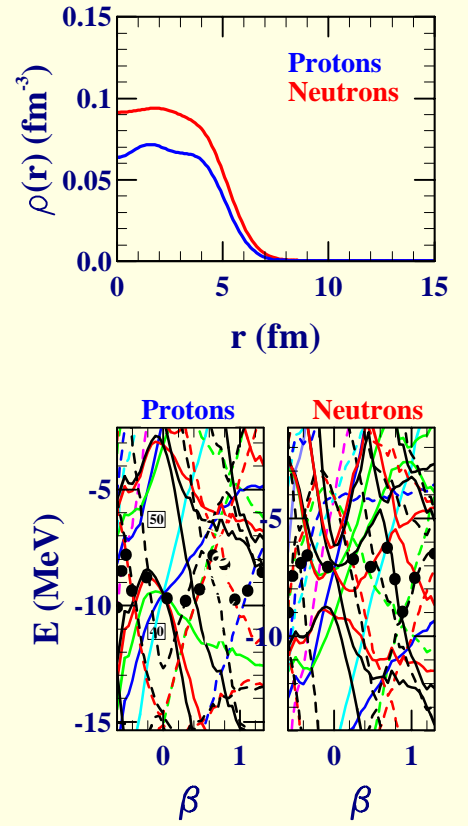 0.15
Protons
Neutrons
0.1
0.05
0.0
ρ(r) (fm⁻³)
0 5 10 15
r (fm)
Protons Neutrons
-5
50
-10
40
-15
E (MeV)
-5
-10
0 1
0 1
β β